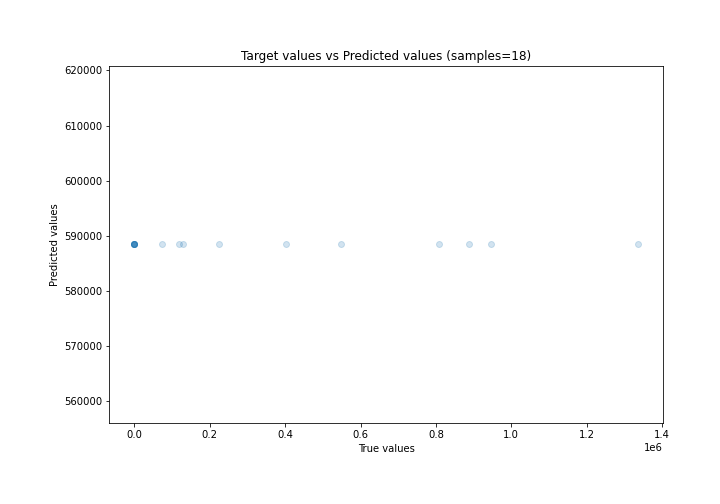 Target values vs Predicted values (samples=18)
620000
610000
600000
590000
580000
570000
560000
Predicted values
0.0 0.2 0.4 0.6 0.8 1.0 1.2 1.4
1e6
True values